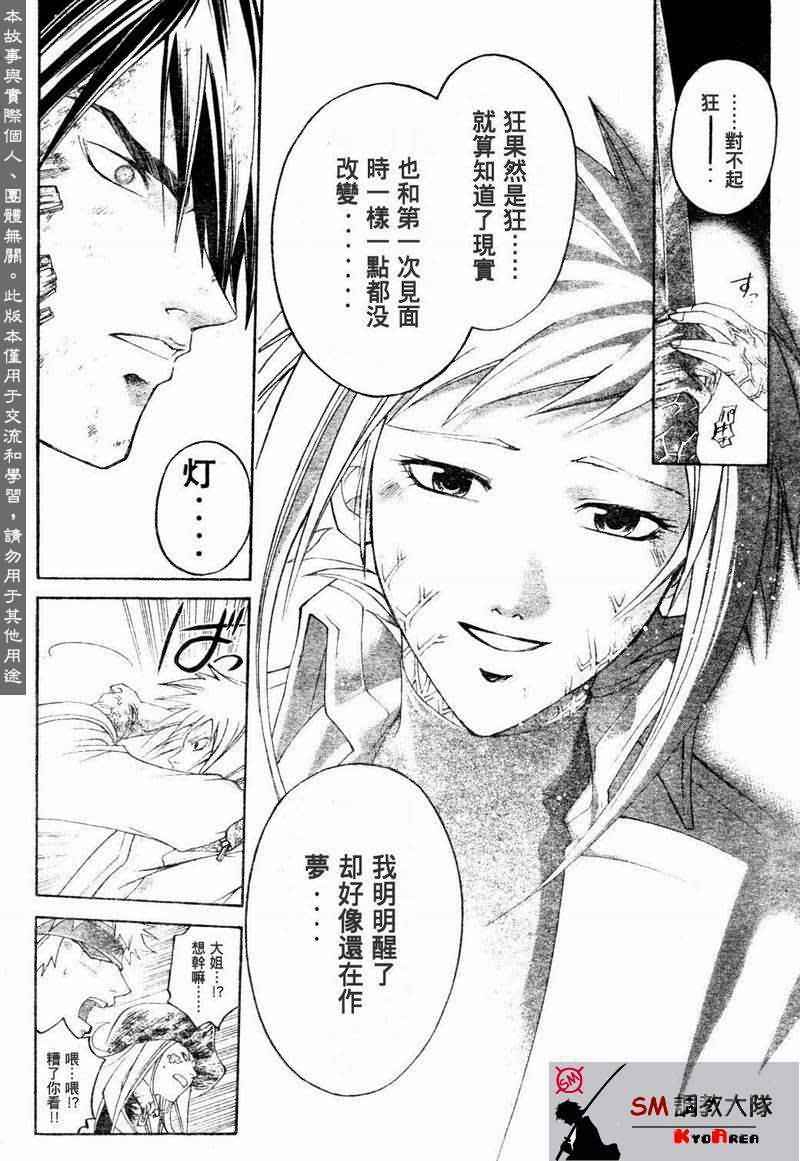 ……對不起
狂——‥
すっ
狂果然是狂……
就算知道了現實
也和第一次見面
時一樣一點都没
改變‥‥‥‥
灯‥‥
ばっ
我明明醒了
却好像還在作
夢‥‥
大姐…!?
想幹嘛……
喂…喂!?
糟了你看!!
本故事與實際個人、團體無關。此版本僅用于交流和學習，請勿用于其他用途
SM
SM 調教大隊
KyoArea